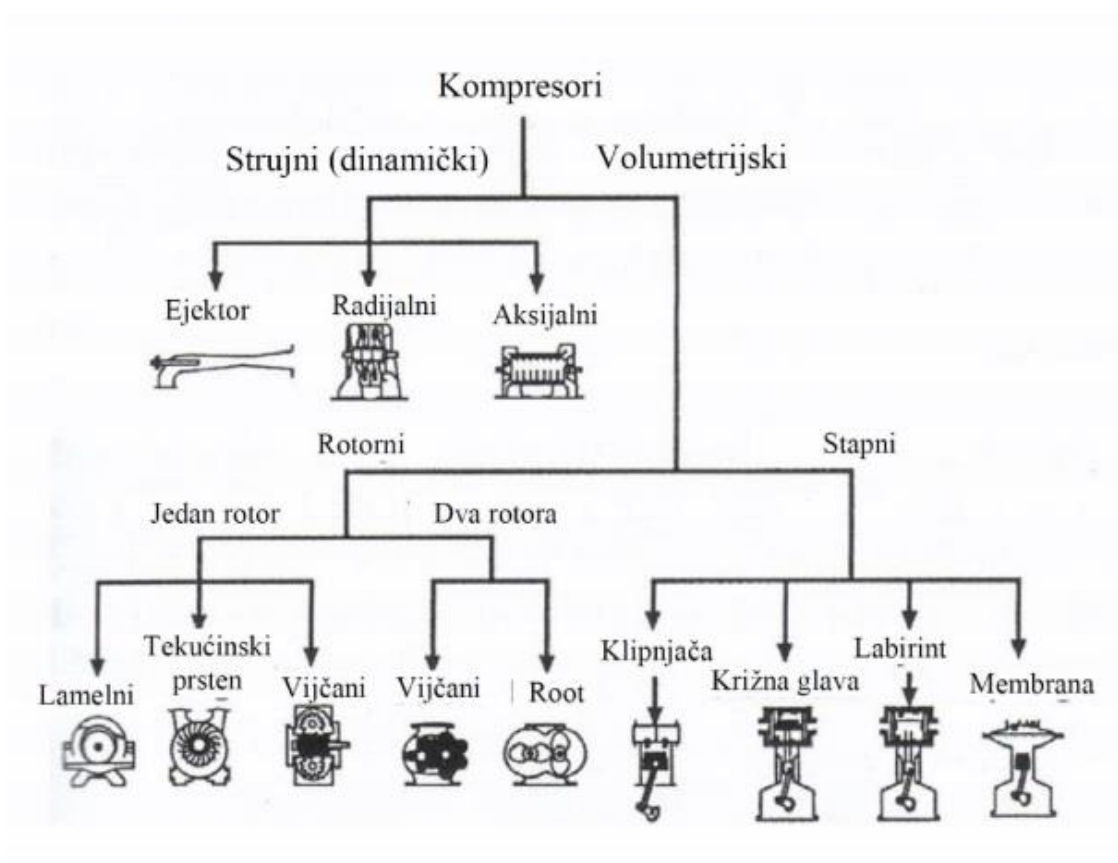 Kompresori
Strujni (dinamički)
Volumetrijski
Ejektor
Radijalni
Aksijalni
Rotorni
Stapni
Jedan rotor
Dva rotora
Lamelni
Tekućinski
prsten
Vijčani
Vijčani
Root
Klipnjača
Križna glava
Labirint
Membrana